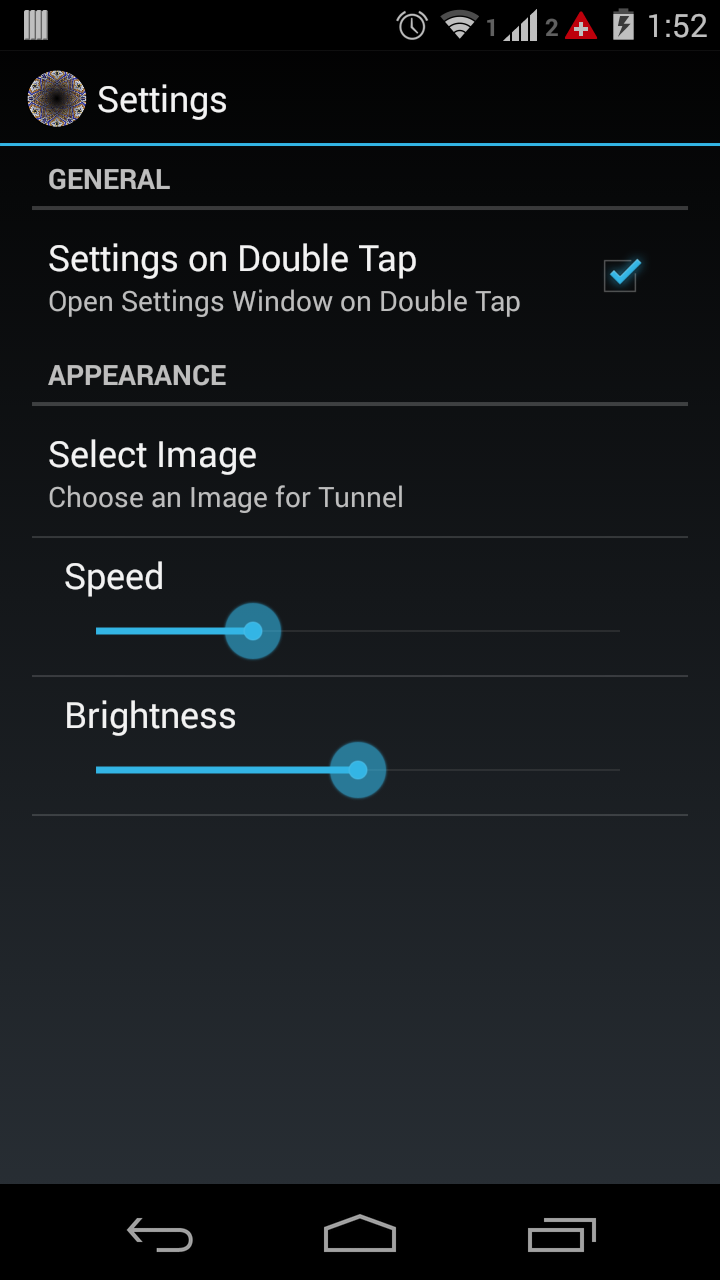 1 2 1:52
Settings
GENERAL
Settings on Double Tap
Open Settings Window on Double Tap
APPEARANCE
Select Image
Choose an Image for Tunnel
Speed
Brightness